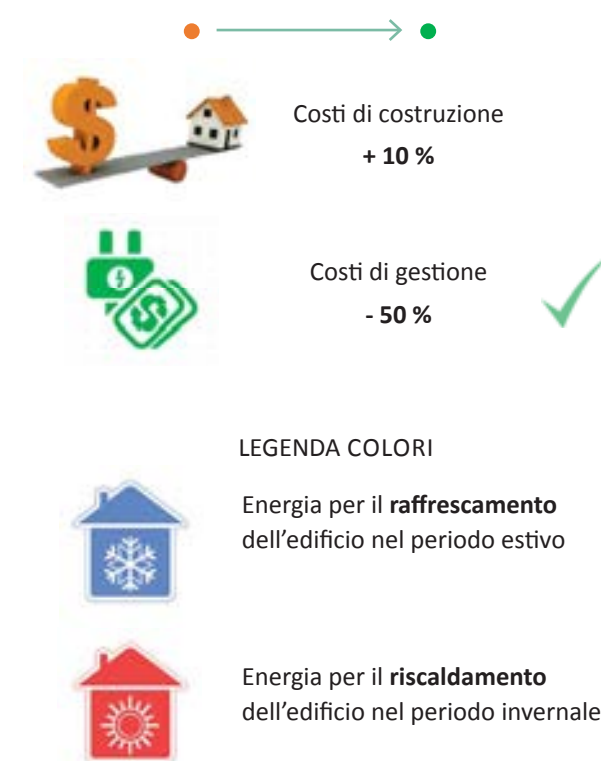 Costi di costruzione
+ 10 %
Costi di gestione
- 50 %
LEGENDA COLORI
Energia per il raffrescamento
dell’edificio nel periodo estivo
Energia per il riscaldamento
dell’edificio nel periodo invernale